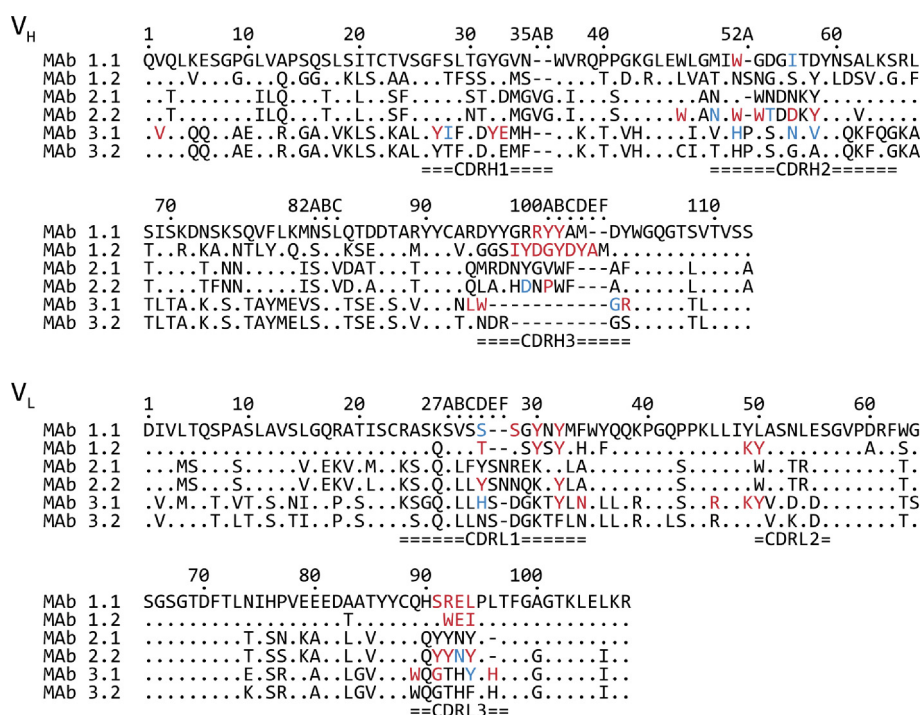 VH
1 10 20 30 35AB 40 52A 60
MAb 1.1 QVQLKESGPGLVAPSQSLSITCTVSGFSLTGYGVN--WVRQPPGKGLEWLGMIW-GDGITDYNSALKSRL
MAb 1.2 ....V...G...Q.GG..KLS.AA...TFSS..MS--....T.D.R..LVAT.NSNG.S.Y.LDSV.G.F
MAb 2.1 ..T.......ILQ...T..L...SF.....ST.DMGVG.I...S.......AN..-WNDNKY.........
MAb 2.2 ..T.......ILQ...T..L...SF.....NT..MGVG.I...S......W.AN.W-WTDDKY...V.....
MAb 3.1 .V..QQ..AE..R.GA.VKLS.KAL.YIF.DYEMH--..K.T.VH...I.V.HP.S.N.V..QKFQGKA
MAb 3.2 ....QQ..AE..R.GA.VKLS.KAL.YTF.D.EMF--..K.T.VH..CI.T.HP.S.G.A..QKF.GKA
===CDRH1==== =====CDRH2======
70 82ABC 90 100ABCDEF 110
MAb 1.1 SISKDNSKSQVFLKMNSLQTDDTARYYCARDYYGRRYYAM--DYWGQGTSVTVSS
MAb 1.2 T..R.KA.NTLY.Q.S..KSE...M...V.GGSIYDGYDYAM.............
MAb 2.1 T....T.NN.....IS.VDAT...T....QMRDNYGVWF---AF.....L....A
MAb 2.2 T....TFNN.....IS.VD.A...T....QLA.HDNPWF---A......L....A
MAb 3.1 TLTA.K.S.TAYMEVS..TSE.S.V...NLW-----------GR.....TL....
MAb 3.2 TLTA.K.S.TAYMELS..TSE.S.V...T.NDR---------GS.....TL....
====CDRH3=====
VL
1 10 20 27ABCDEF 30 40 50 60
MAb 1.1 DIVLTQSPASLAVSLGQRATISCRASKSVSS--SGYNYMFWYQQKPGQPPKLLIYLASNLESGVPDRFWG
MAb 1.2 ..........................Q...T--.SYSY.H.F............KY..........A..S.
MAb 2.1 ...MS...S....V.EKV.M..KS.Q.LFYSNREK..LA........S......W..TR......T..S.
MAb 2.2 ...MS...S....V.EKV.L..KS.Q.LLYSNNQK.YLA........S......W..TR......T..S.
MAb 3.1 .V.M..T.VT.S.NI..P.S...KSGQ.LLHS-DGKTYLN.LL..R.....R..KYV.D.D....T..TS
MAb 3.2 .V...T.LT.S.TI..P.S...KS.Q.LLNS-DGKTFLN.LL..R..LS..R...V.K.D.....T..TS
======CDRL1====== =CDRL2=
70 80 90 100
MAb 1.1 SGSGTDFTLNIHPVEEEDAATYYCQHSRELPLTFGAGTKLELKR
MAb 1.2 ..................T........WEI..............
MAb 2.1 .........T.SN.KA..L.V....QYYNY.-............
MAb 2.2 .........T.SS.KA..L.V....QYYNY.-...G.....I..
MAb 3.1 .........E.SR..A..LGV...WQGTHY.H...G.....I..
MAb 3.2 .........K.SR..A..LGV...WQGTHF.H...G.....I..
==CDRL3==